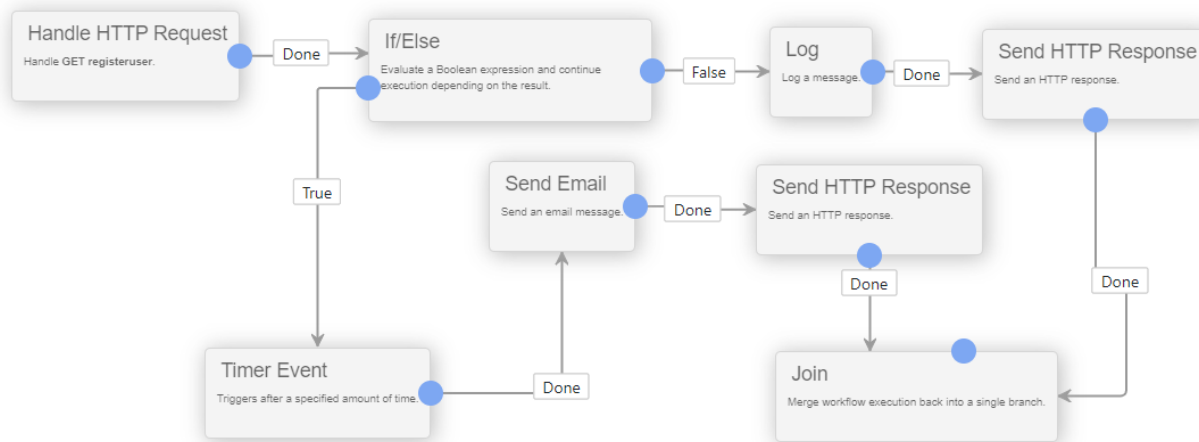 Handle HTTP Request
Handle GET registeruser.
Done
If/Else
Evaluate a Boolean expression and continue
execution depending on the result.
False
Log
Log a message.
Done
Send HTTP Response
Send an HTTP response.
True
Send Email
Send an email message.
Done
Send HTTP Response
Send an HTTP response.
Done
Done
Timer Event
Triggers after a specified amount of time.
Done
Join
Merge workflow execution back into a single branch.